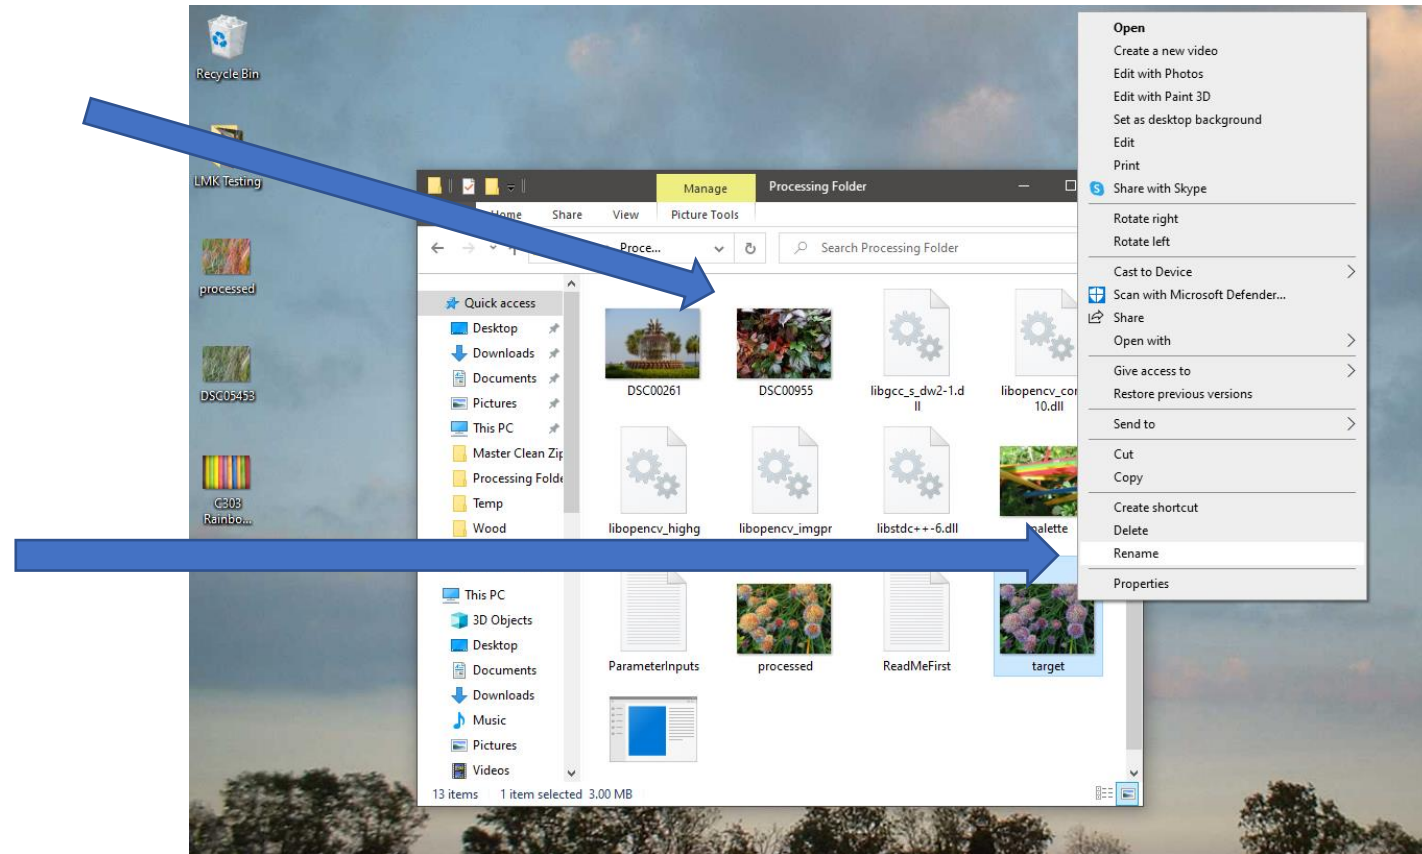 Recycle Bin
LMK Testing
processed
DSC05453
C303
Rainbo...
Manage
Processing Folder
Home
Share
View
Picture Tools
Proce...
Search Processing Folder
Quick access
Desktop
Downloads
Documents
Pictures
This PC
Master Clean Zip
Processing Folde
Temp
Wood
This PC
3D Objects
Desktop
Documents
Downloads
Music
Pictures
Videos
DSC00261
DSC00955
libgcc_s_dw2-1.d
ll
libopencv_cor
10.dll
libopencv_highg
libopencv_imgpr
libstdc++-6.dll
palette
ParameterInputs
processed
ReadMeFirst
target
13 items
1 item selected 3.00 MB
Open
Create a new video
Edit with Photos
Edit with Paint 3D
Set as desktop background
Edit
Print
S
Share with Skype
Rotate right
Rotate left
Cast to Device
Scan with Microsoft Defender...
Share
Open with
Give access to
Restore previous versions
Send to
Cut
Copy
Create shortcut
Delete
Rename
Properties